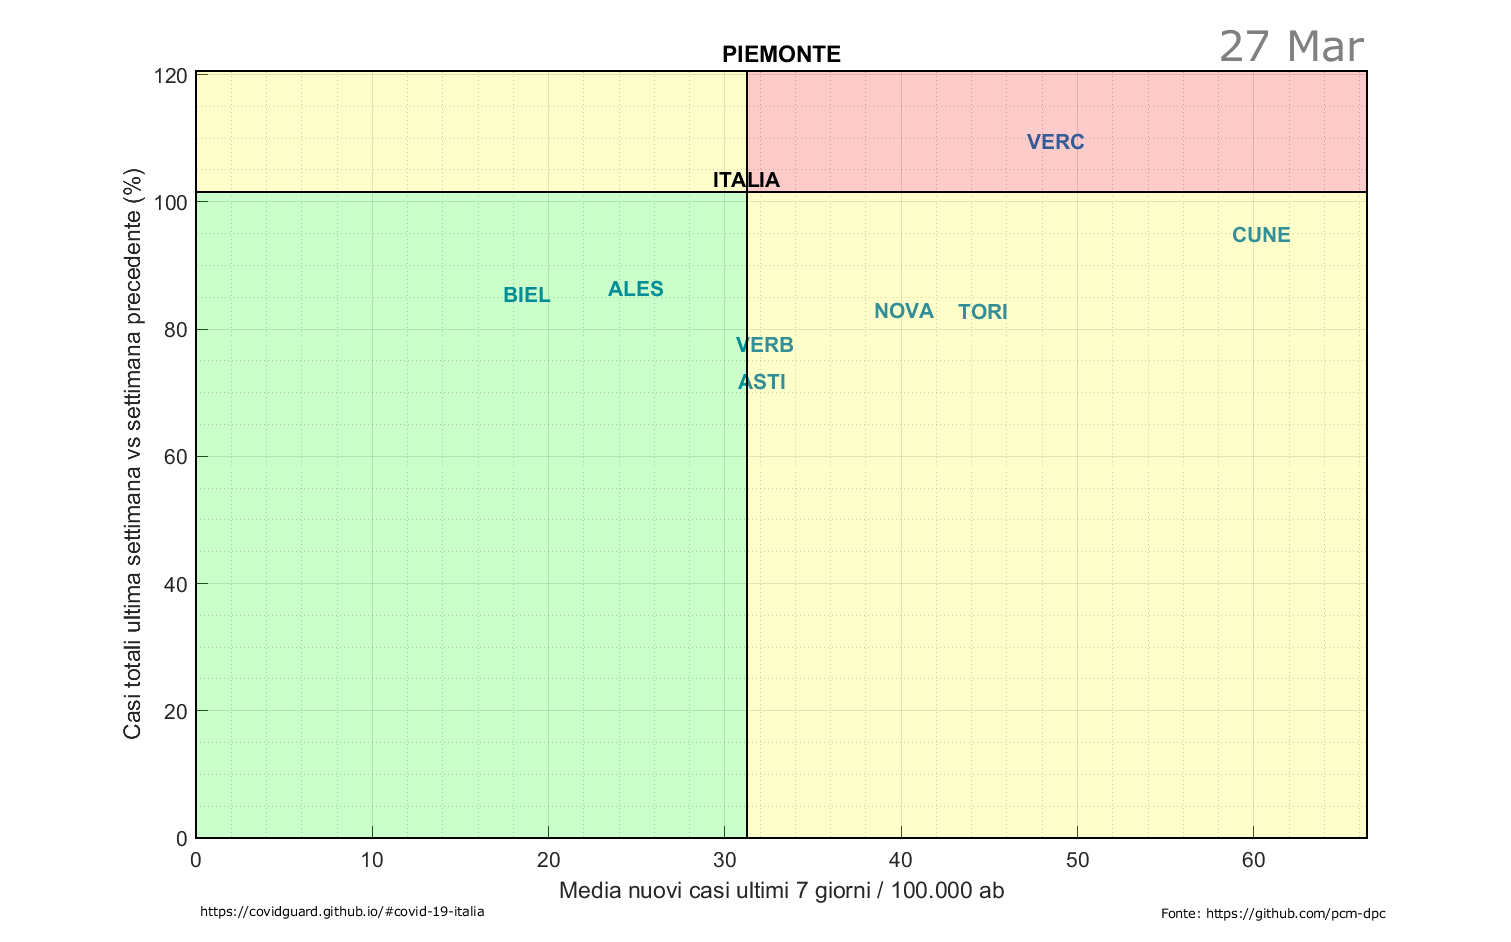 PIEMONTE
27 Mar
120
VERC
ITALIA
100
CUNE
BIEL
ALES
NOVA
TORI
80
VERB
ASTI
60
40
20
0
Casi totali ultima settimana vs settimana precedente (%)
0 10 20 30 40 50 60
Media nuovi casi ultimi 7 giorni / 100.000 ab
https://covidguard.github.io/#covid-19-italia
Fonte: https://github.com/pcm-dpc